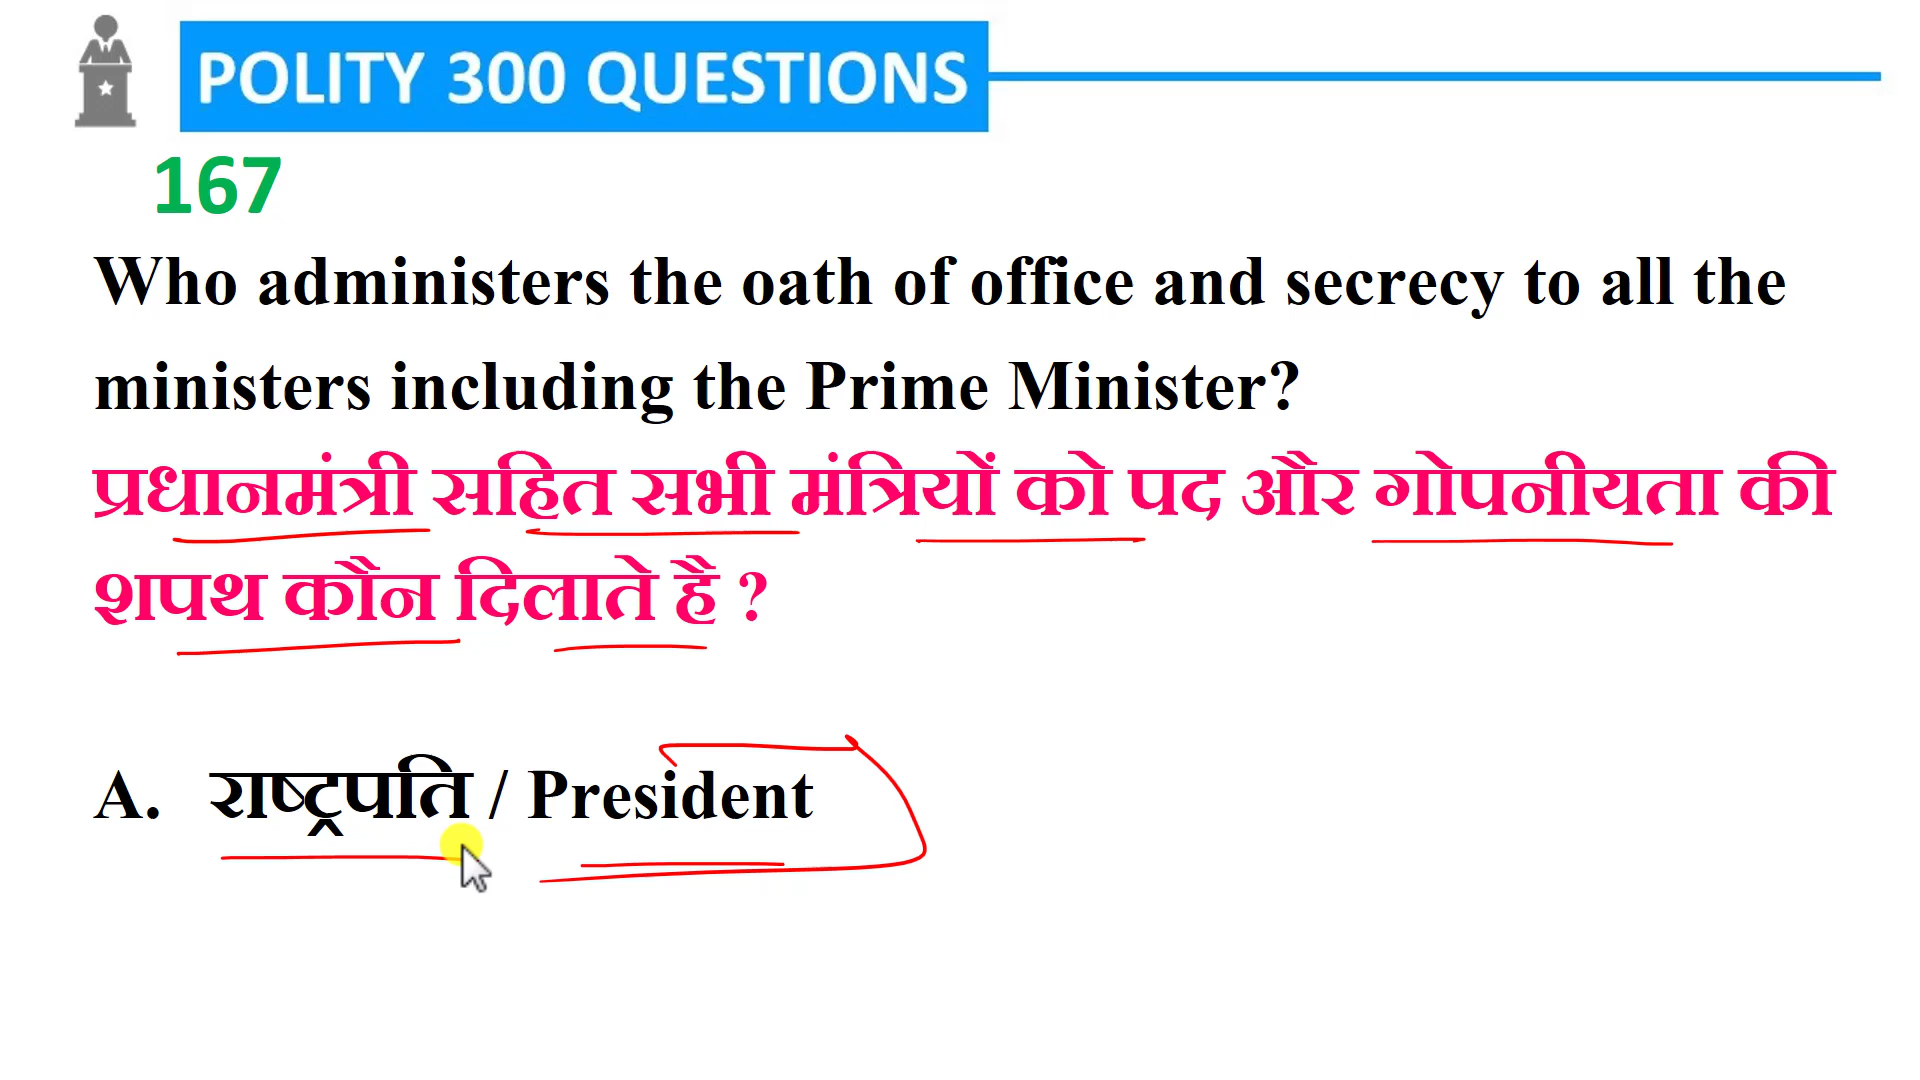 POLITY 300 QUESTIONS
167
Who administers the oath of office and secrecy to all the
ministers including the Prime Minister?
प्रधानमंत्री सहित सभी मंत्रियों को पद और गोपनीयता की
शपथ कौन दिलाते है ?
A. राष्ट्रपति / President